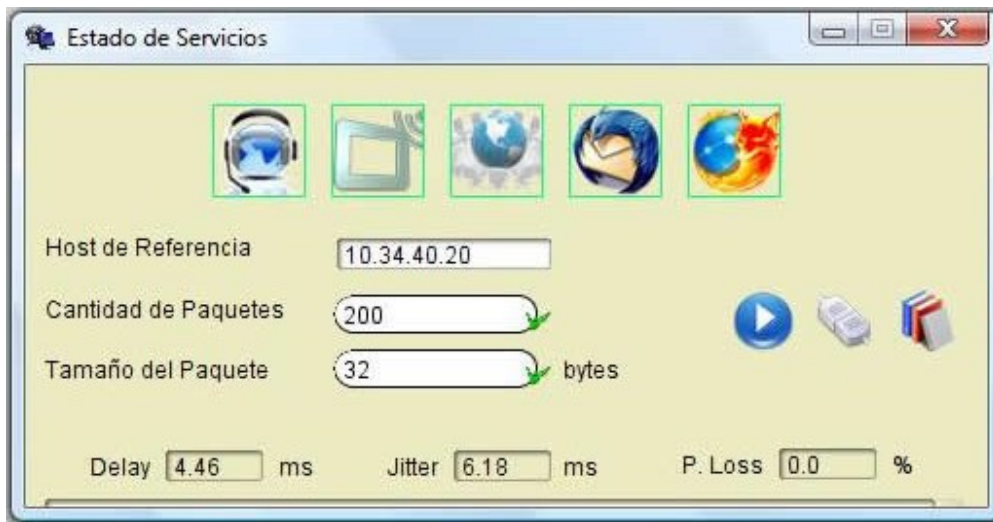 Estado de Servicios
Host de Referencia 10.34.40.20
Cantidad de Paquetes 200
Tamaño del Paquete 32 bytes
Delay 4.46 ms Jitter 6.18 ms P. Loss 0.0 %